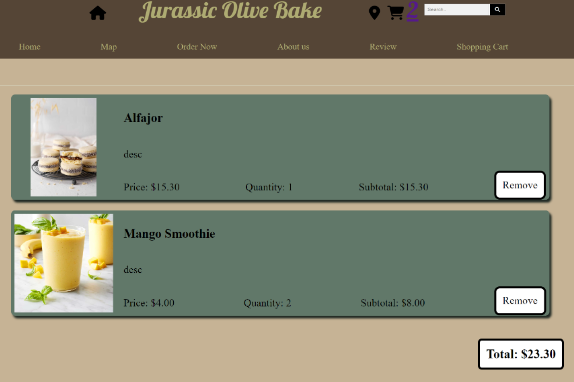 Jurassic Olive Bake
2
Search...
Home Map Order Now About us Review Shopping Cart
Alfajor
desc
Price: $15.30 Quantity: 1 Subtotal: $15.30
Remove
Mango Smoothie
desc
Price: $4.00 Quantity: 2 Subtotal: $8.00
Remove
Total: $23.30